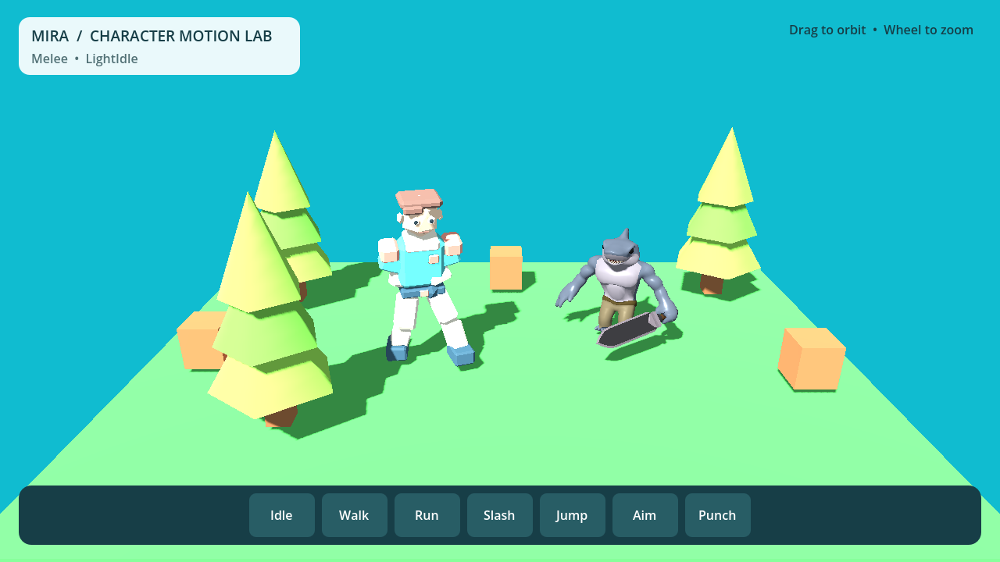 MIRA / CHARACTER MOTION LAB
Melee • LightIdle
Drag to orbit • Wheel to zoom
Idle
Walk
Run
Slash
Jump
Aim
Punch